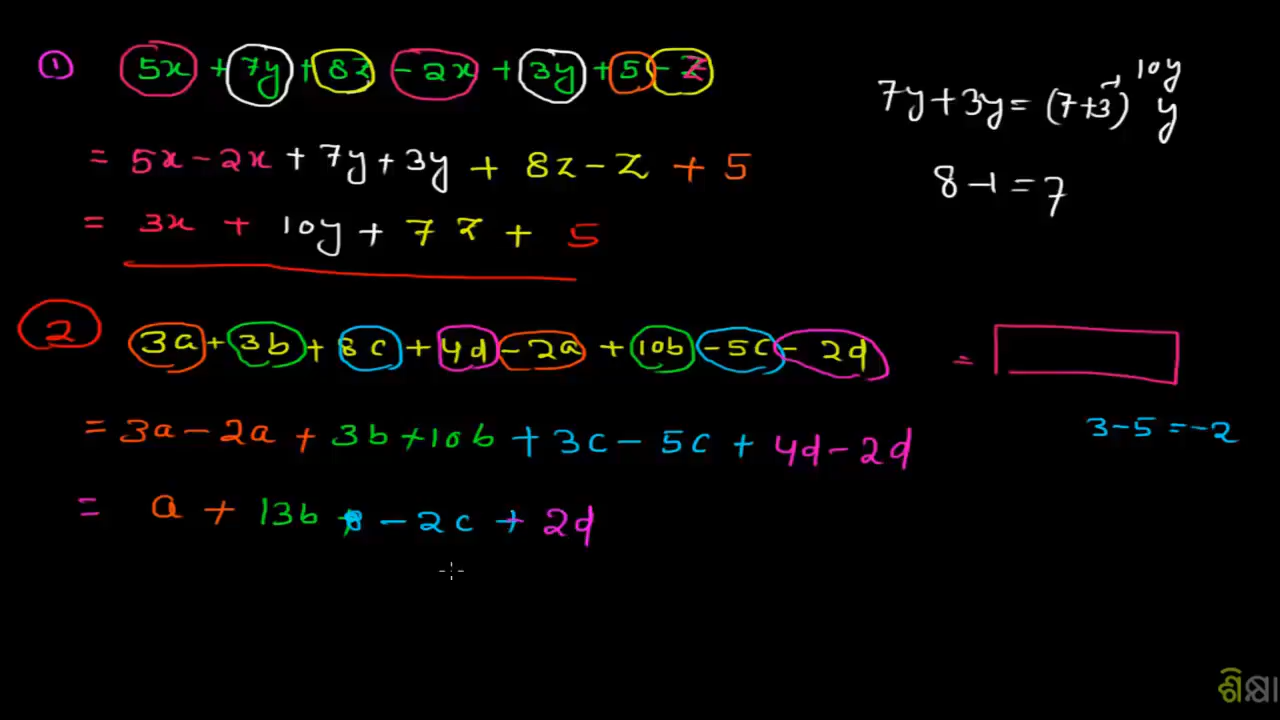 1 5x + 7y + 8z - 2x + 3y + 5 - z
= 5x - 2x + 7y + 3y + 8z - z + 5
= 3x + 10y + 7z + 5
7y + 3y = (7+3) y → 10y
8 - 1 = 7
2 3a + 3b + 3c + 4d - 2a + 10b - 5c - 2d =
= 3a - 2a + 3b + 10b + 3c - 5c + 4d - 2d
3 - 5 = -2
= a + 13b - 2c + 2d
ଶିକ୍ଷା